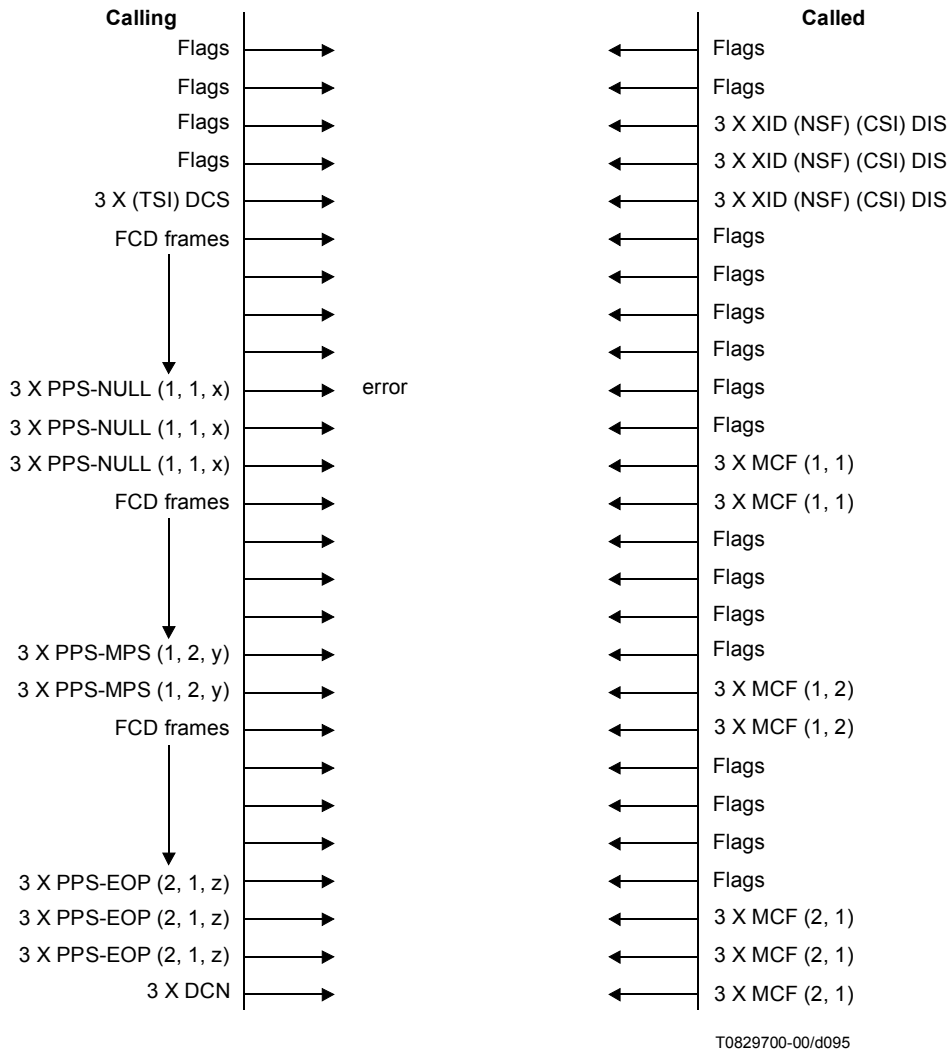 Calling Called
Flags Flags
Flags Flags
Flags 3 X XID (NSF) (CSI) DIS
Flags 3 X XID (NSF) (CSI) DIS
3 X (TSI) DCS 3 X XID (NSF) (CSI) DIS
FCD frames Flags
Flags
Flags
Flags
3 X PPS-NULL (1, 1, x) error Flags
3 X PPS-NULL (1, 1, x) Flags
3 X PPS-NULL (1, 1, x) 3 X MCF (1, 1)
FCD frames 3 X MCF (1, 1)
Flags
Flags
Flags
3 X PPS-MPS (1, 2, y) Flags
3 X PPS-MPS (1, 2, y) 3 X MCF (1, 2)
FCD frames 3 X MCF (1, 2)
Flags
Flags
Flags
3 X PPS-EOP (2, 1, z) Flags
3 X PPS-EOP (2, 1, z) 3 X MCF (2, 1)
3 X PPS-EOP (2, 1, z) 3 X MCF (2, 1)
3 X DCN 3 X MCF (2, 1)
T0829700-00/d095